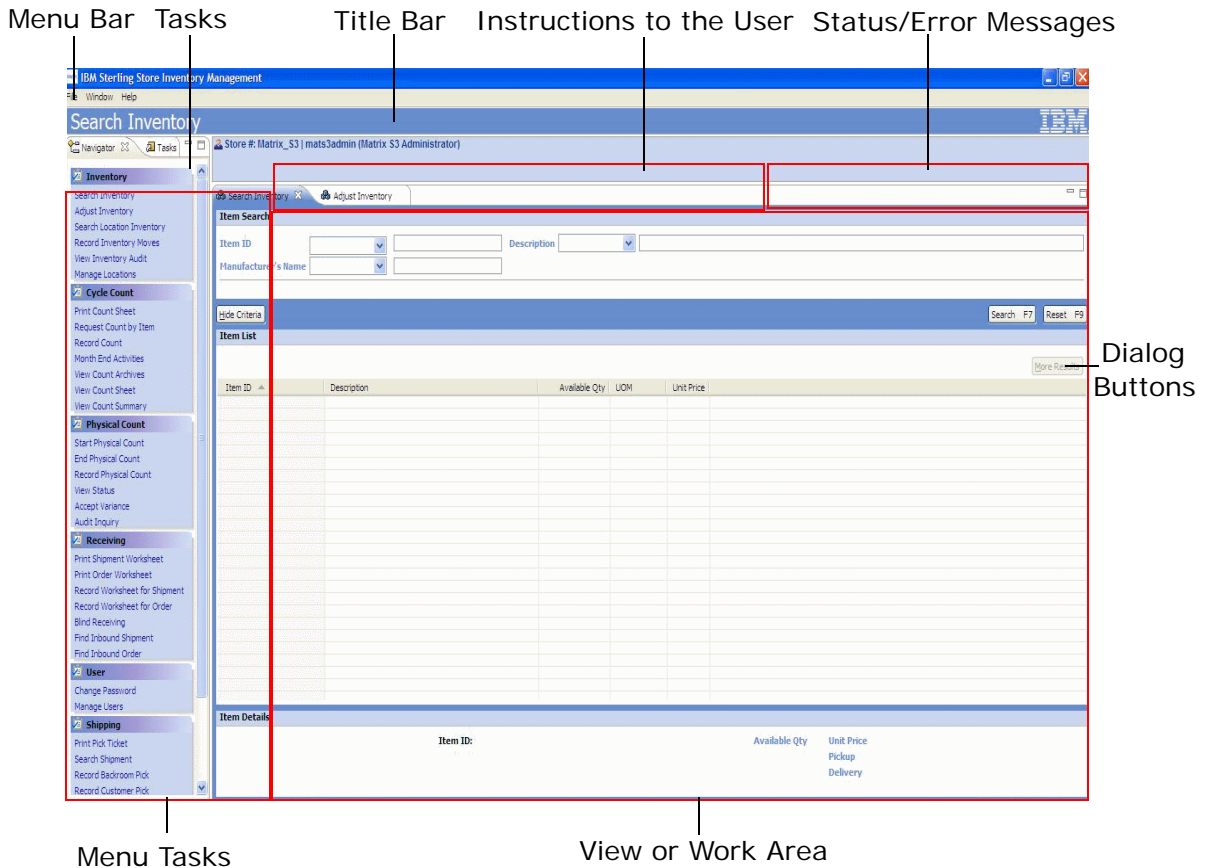 Menu Bar Tasks Title Bar Instructions to the User Status/Error Messages
IBM Sterling Store Inventory Management
File Window Help
Search Inventory
IBM
Navigator Tasks
Store #: Matrix_S3 | mats3admin (Matrix S3 Administrator)
Inventory
Search Inventory
Adjust Inventory
Search Location Inventory
Record Inventory Moves
View Inventory Audit
Manage Locations
Cycle Count
Print Count Sheet
Request Count by Item
Record Count
Month End Activities
View Count Archives
View Count Sheet
View Count Summary
Physical Count
Start Physical Count
End Physical Count
Record Physical Count
View Status
Accept Variance
Audit Inquiry
Receiving
Print Shipment Worksheet
Print Order Worksheet
Record Worksheet for Shipment
Record Worksheet for Order
Blind Receiving
Find Inbound Shipment
Find Inbound Order
User
Change Password
Manage Users
Shipping
Print Pick Ticket
Search Shipment
Record Backroom Pick
Record Customer Pick
Search Inventory Adjust Inventory
Item Search
Item ID Description
Manufacturer's Name
Hide Criteria Search F7 Reset F9
Item List
More Results
Item ID Description Available Qty UOM Unit Price
Item Details
Item ID: Available Qty Unit Price
Pickup
Delivery
Dialog
Buttons
Menu Tasks
View or Work Area